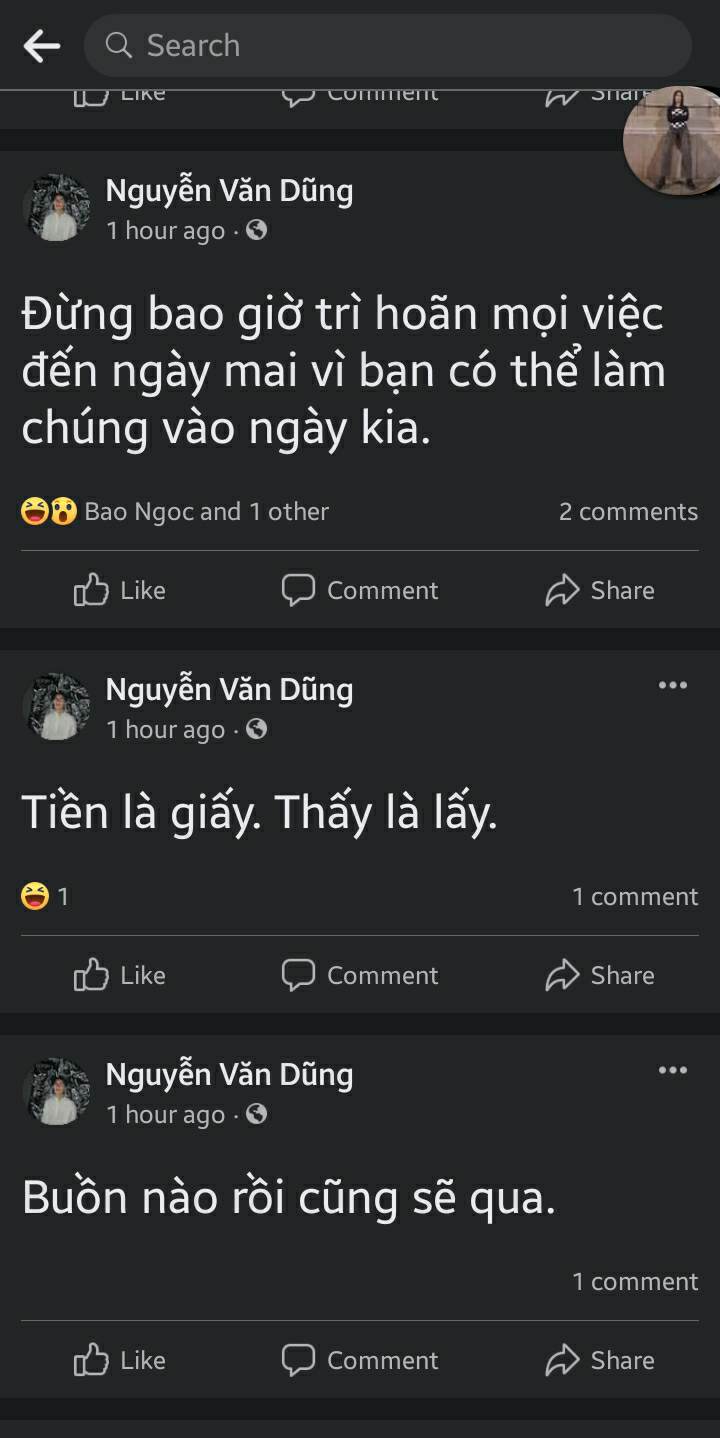 Search
Like Comment Share
Nguyễn Văn Dũng
1 hour ago ·
Đừng bao giờ trì hoãn mọi việc
đến ngày mai vì bạn có thể làm
chúng vào ngày kia.
Bao Ngoc and 1 other 2 comments
Like Comment Share
Nguyễn Văn Dũng
1 hour ago ·
Tiền là giấy. Thấy là lấy.
1 1 comment
Like Comment Share
Nguyễn Văn Dũng
1 hour ago ·
Buồn nào rồi cũng sẽ qua.
1 comment
Like Comment Share